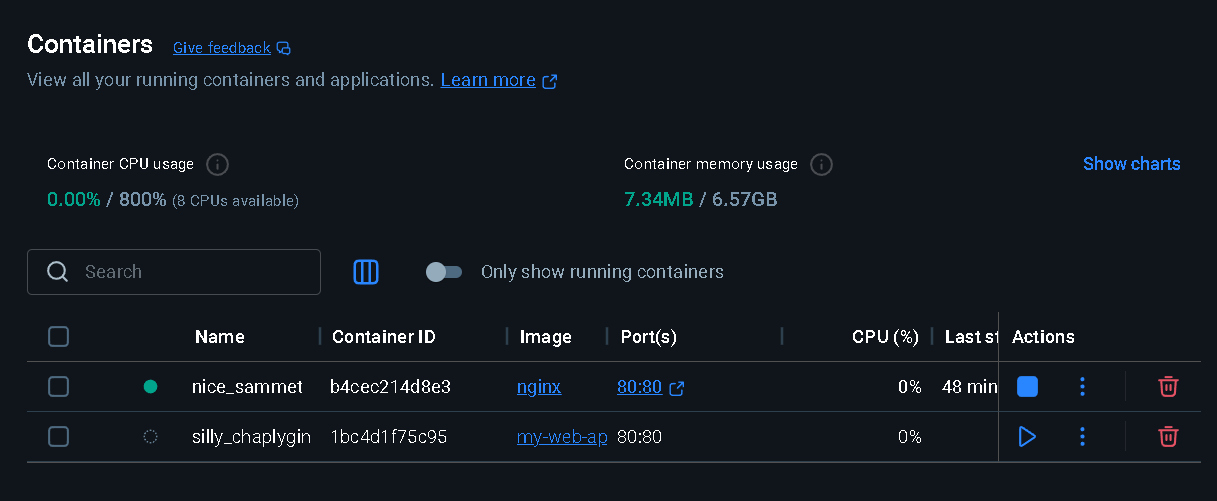 Containers Give feedback
View all your running containers and applications. Learn more
Container CPU usage Container memory usage Show charts
0.00% / 800% (8 CPUs available) 7.34MB / 6.57GB
Search Only show running containers
Name Container ID Image Port(s) CPU (%) Last st Actions
nice_sammet b4cec214d8e3 nginx 80:80 0% 48 min
silly_chaplygin 1bc4d1f75c95 my-web-ap 80:80 0%